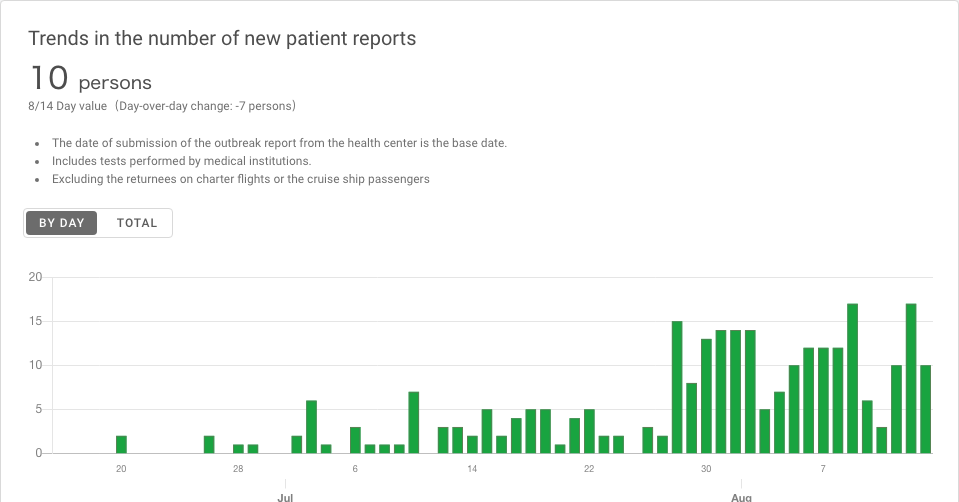 Trends in the number of new patient reports
10 persons
8/14 Day value（Day-over-day change: -7 persons）
The date of submission of the outbreak report from the health center is the base date.
Includes tests performed by medical institutions.
Excluding the returnees on charter flights or the cruise ship passengers
BY DAY TOTAL
20
15
10
5
0
20 28 6 14 22 30 7
Jul Aug